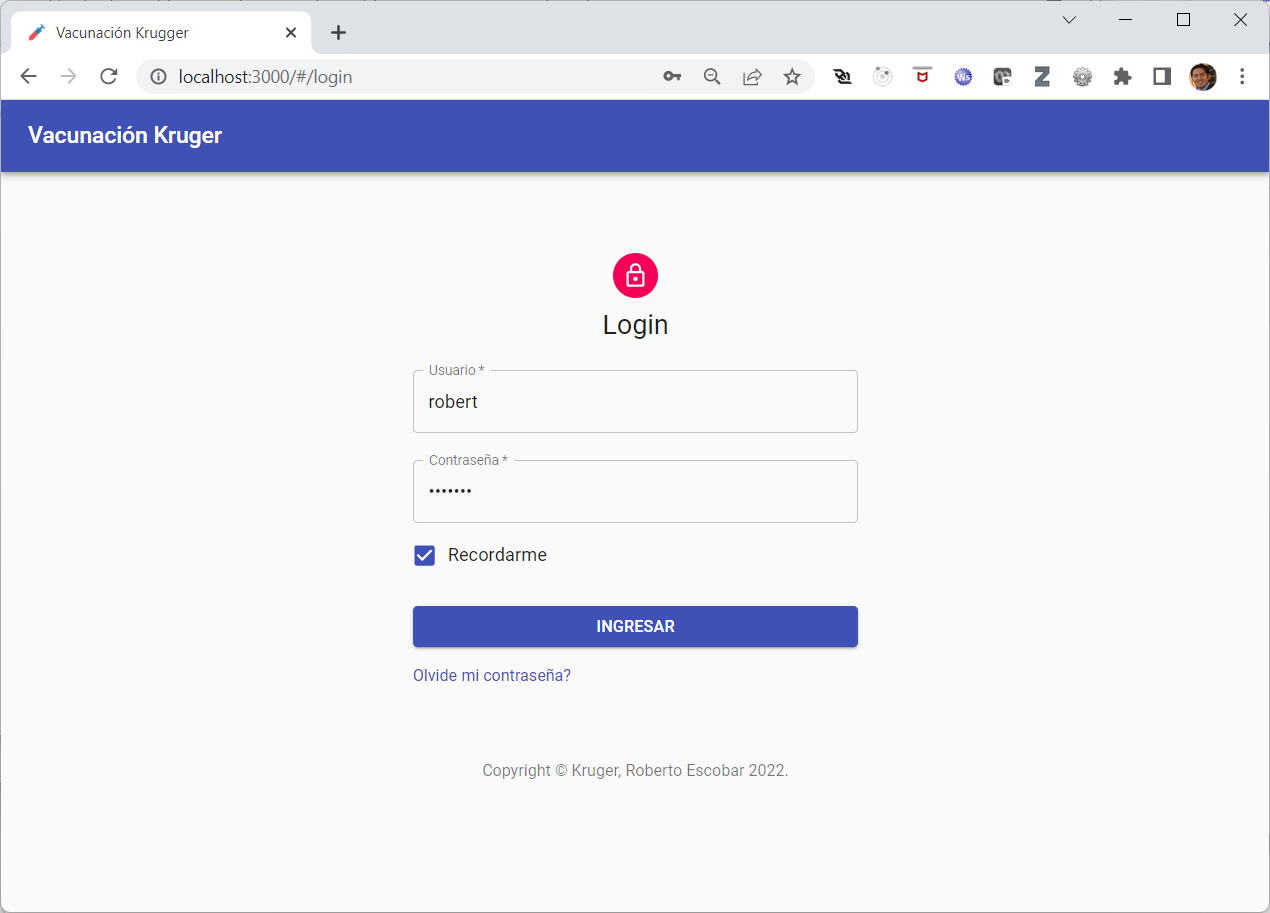 Vacunación Krugger
localhost:3000/#/login
Vacunación Kruger
Login
Usuario *
robert
Contraseña *
•••••••
Recordarme
INGRESAR
Olvide mi contraseña?
Copyright © Kruger, Roberto Escobar 2022.